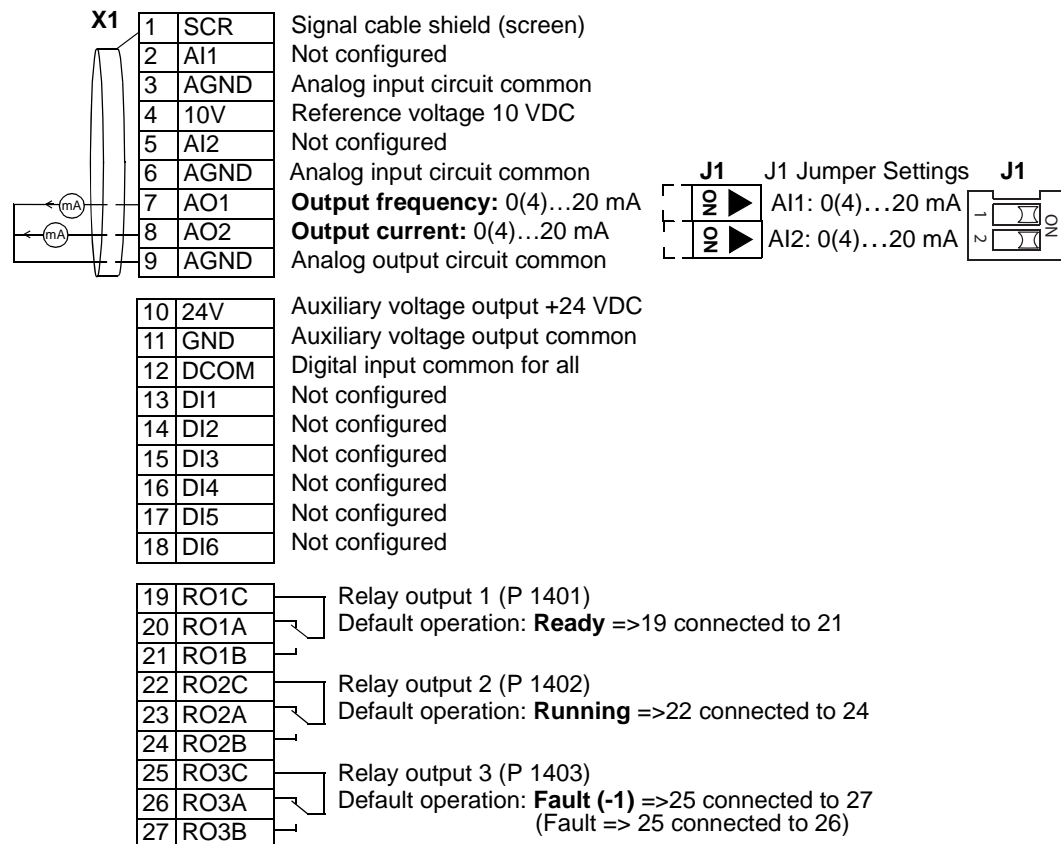 X1
1 SCR Signal cable shield (screen)
2 AI1 Not configured
3 AGND Analog input circuit common
4 10V Reference voltage 10 VDC
5 AI2 Not configured
6 AGND Analog input circuit common
7 AO1 Output frequency: 0(4)…20 mA
8 AO2 Output current: 0(4)…20 mA
9 AGND Analog output circuit common
mA
mA
J1 J1 Jumper Settings J1
ON AI1: 0(4)…20 mA 1 ON
ON AI2: 0(4)…20 mA 2
10 24V Auxiliary voltage output +24 VDC
11 GND Auxiliary voltage output common
12 DCOM Digital input common for all
13 DI1 Not configured
14 DI2 Not configured
15 DI3 Not configured
16 DI4 Not configured
17 DI5 Not configured
18 DI6 Not configured
19 RO1C Relay output 1 (P 1401)
20 RO1A Default operation: Ready =>19 connected to 21
21 RO1B
22 RO2C Relay output 2 (P 1402)
23 RO2A Default operation: Running =>22 connected to 24
24 RO2B
25 RO3C Relay output 3 (P 1403)
26 RO3A Default operation: Fault (-1) =>25 connected to 27
27 RO3B (Fault => 25 connected to 26)